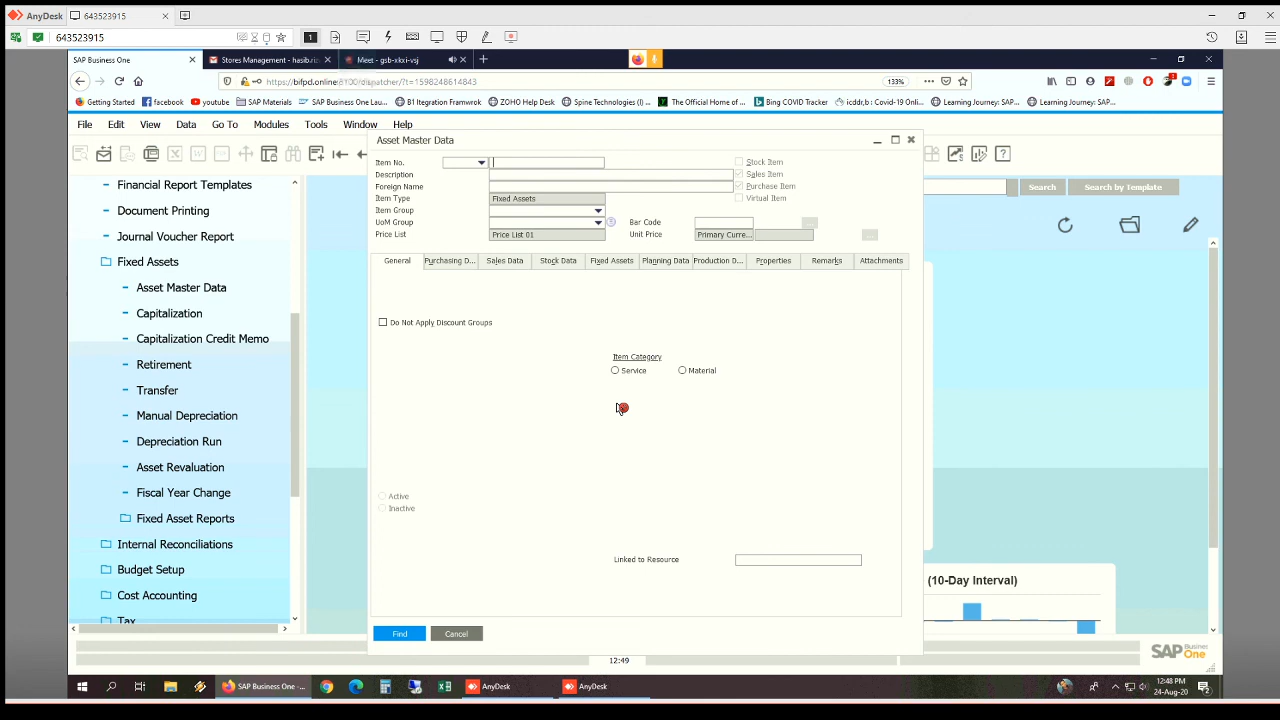 AnyDesk
643523915
643523915
1
SAP Business One
Stores Management - hasib.ris
Meet - gsb-xkxi-vsj
https://bifpd.online:8100/dispatcher/?t=1598248614843
133%
Getting Started
facebook
youtube
SAP Materials
SAP Business One Lau...
B1 iIegration Framwrok
ZOHO Help Desk
Spine Technologies (I)...
The Official Home of ...
Bing COVID Tracker
icddr,b : Covid-19 Onli...
Learning Journey: SAP...
Learning Journey: SAP...
File
Edit
View
Data
Go To
Modules
Tools
Window
Help
Financial Report Templates
Document Printing
Journal Voucher Report
Fixed Assets
Asset Master Data
Capitalization
Capitalization Credit Memo
Retirement
Transfer
Manual Depreciation
Depreciation Run
Asset Revaluation
Fiscal Year Change
Fixed Asset Reports
Internal Reconciliations
Budget Setup
Cost Accounting
Tax
Asset Master Data
Item No.
Description
Foreign Name
Item Type
Fixed Assets
Item Group
UoM Group
Bar Code
...
Price List
Price List 01
Unit Price
Primary Curre...
...
Stock Item
Sales Item
Purchase Item
Virtual Item
General
Purchasing D...
Sales Data
Stock Data
Fixed Assets
Planning Data
Production D...
Properties
Remarks
Attachments
Do Not Apply Discount Groups
Item Category
Service
Material
Active
Inactive
Linked to Resource
Find
Cancel
Search
Search by Template
(10-Day Interval)
12:49
SAP Business One
SAP Business One -...
AnyDesk
AnyDesk
12:48 PM
24-Aug-20
2